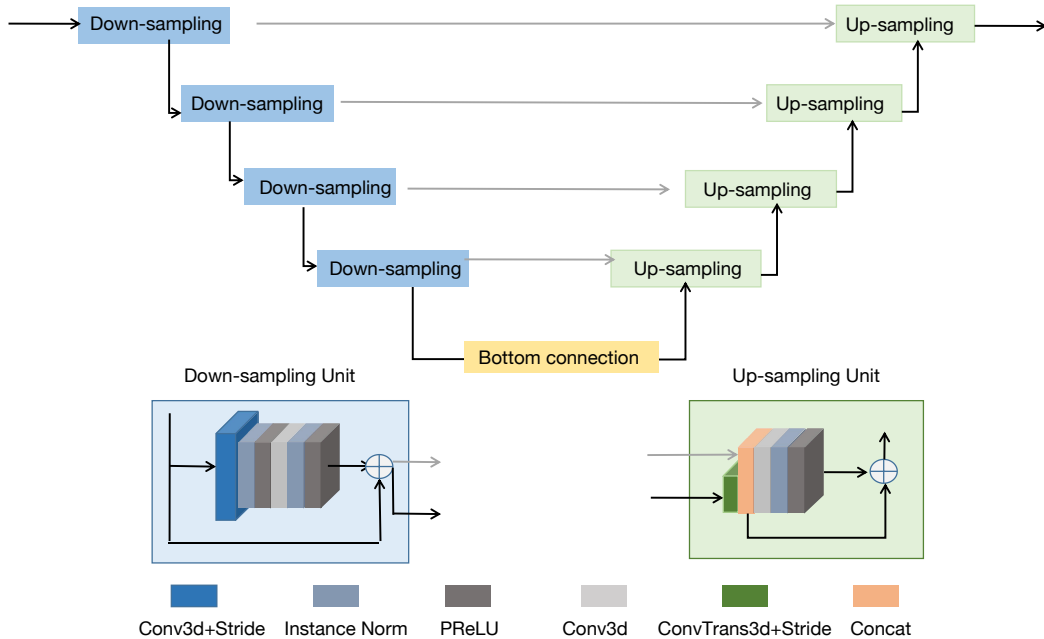 Down-sampling
Up-sampling
Down-sampling
Up-sampling
Down-sampling
Up-sampling
Down-sampling
Up-sampling
Bottom connection
Down-sampling Unit
Up-sampling Unit
Conv3d+Stride
Instance Norm
PReLU
Conv3d
ConvTrans3d+Stride
Concat